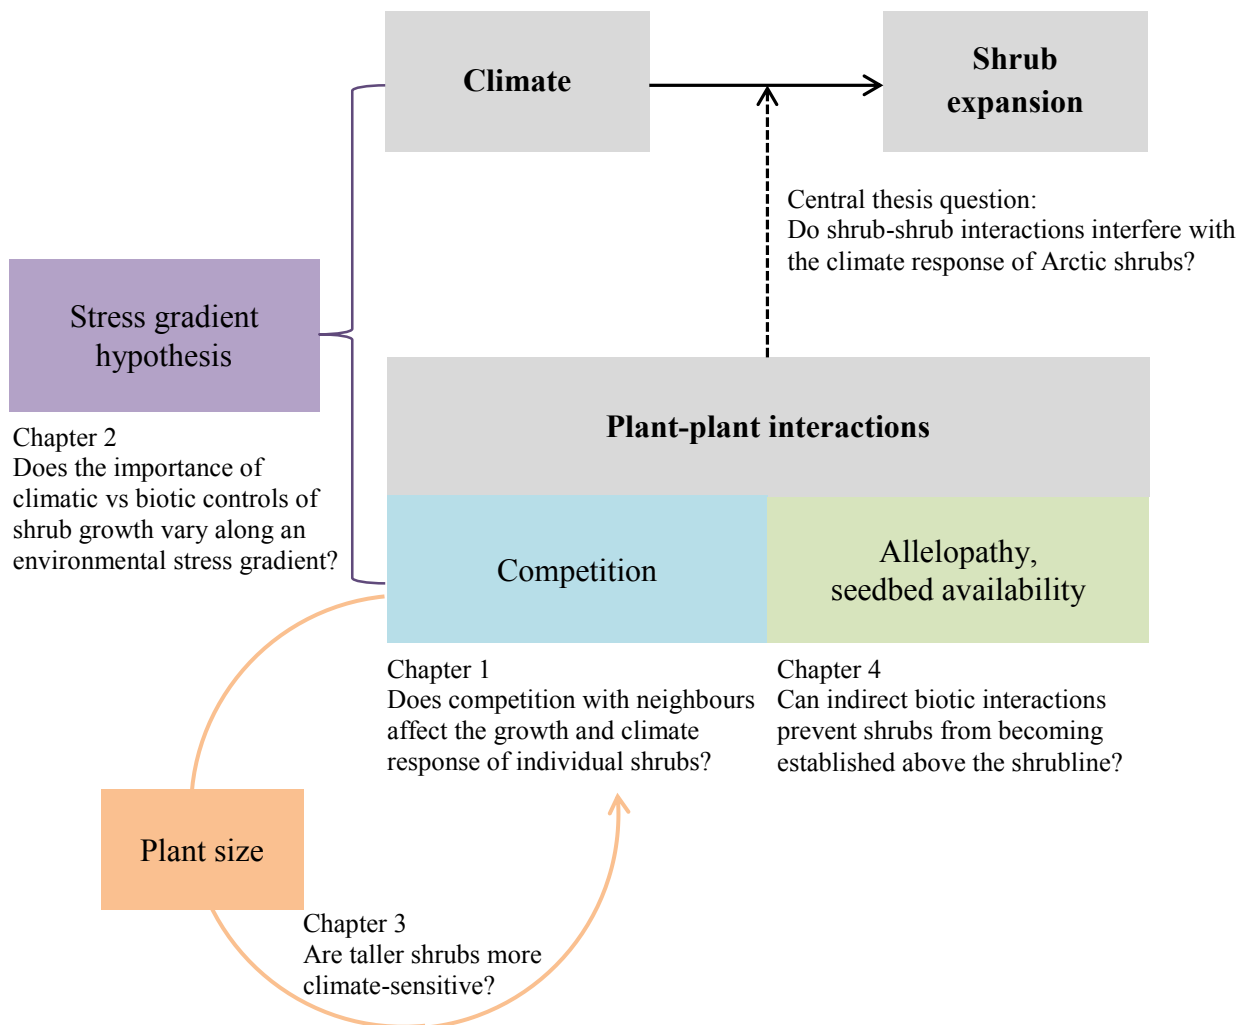 Climate
Shrub
expansion
Central thesis question:
Do shrub-shrub interactions interfere with
the climate response of Arctic shrubs?
Stress gradient
hypothesis
Chapter 2
Does the importance of
climatic vs biotic controls of
shrub growth vary along an
environmental stress gradient?
Plant-plant interactions
Competition
Allelopathy,
seedbed availability
Chapter 1
Does competition with neighbours
affect the growth and climate
response of individual shrubs?
Chapter 4
Can indirect biotic interactions
prevent shrubs from becoming
established above the shrubline?
Plant size
Chapter 3
Are taller shrubs more
climate-sensitive?